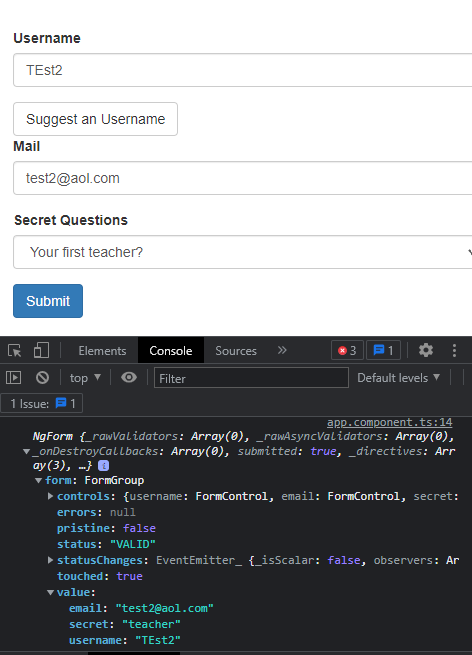 Username
TEst2
Suggest an Username
Mail
test2@aol.com
Secret Questions
Your first teacher?
Submit
Elements Console Sources » 3 1
top ▼ Filter Default levels ▼
1 Issue: 1
app.component.ts:14
NgForm {_rawValidators: Array(0), _rawAsyncValidators: Array(0),
_onDestroyCallbacks: Array(0), submitted: true, _directives: Arr
ay(3), …} i
form: FormGroup
controls: {username: FormControl, email: FormControl, secret:
errors: null
pristine: false
status: "VALID"
statusChanges: EventEmitter_ {_isScalar: false, observers: Ar
touched: true
value:
email: "test2@aol.com"
secret: "teacher"
username: "TEst2"